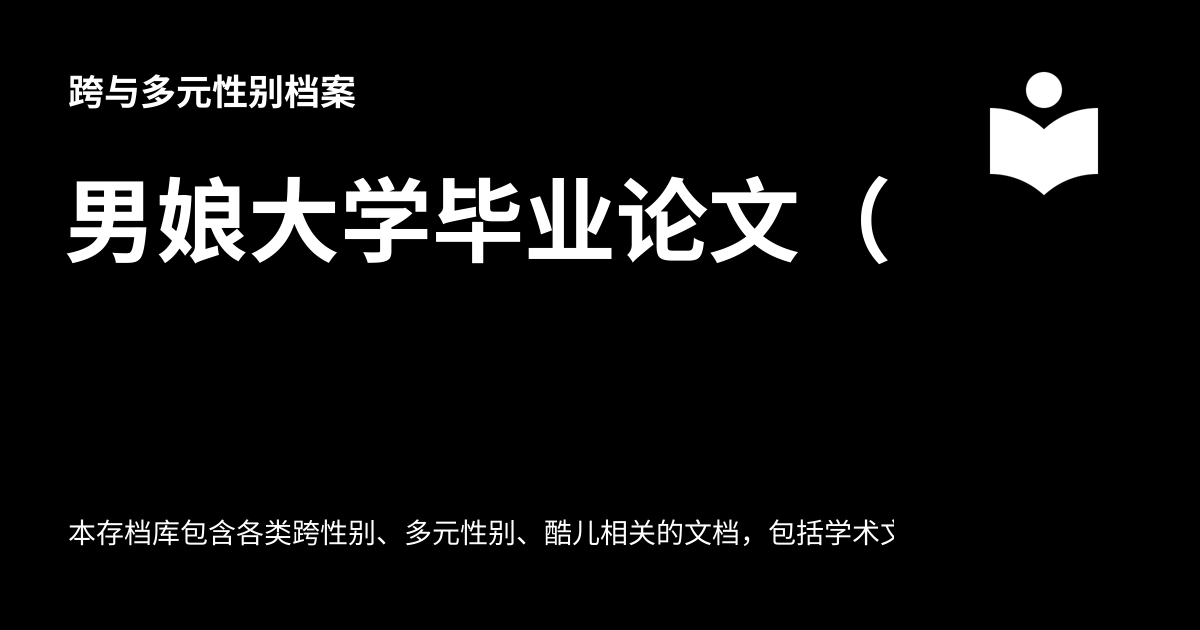 跨与多元性别档案
男娘大学毕业论文（
本存档库包含各类跨性别、多元性别、酷儿相关的文档，包括学术